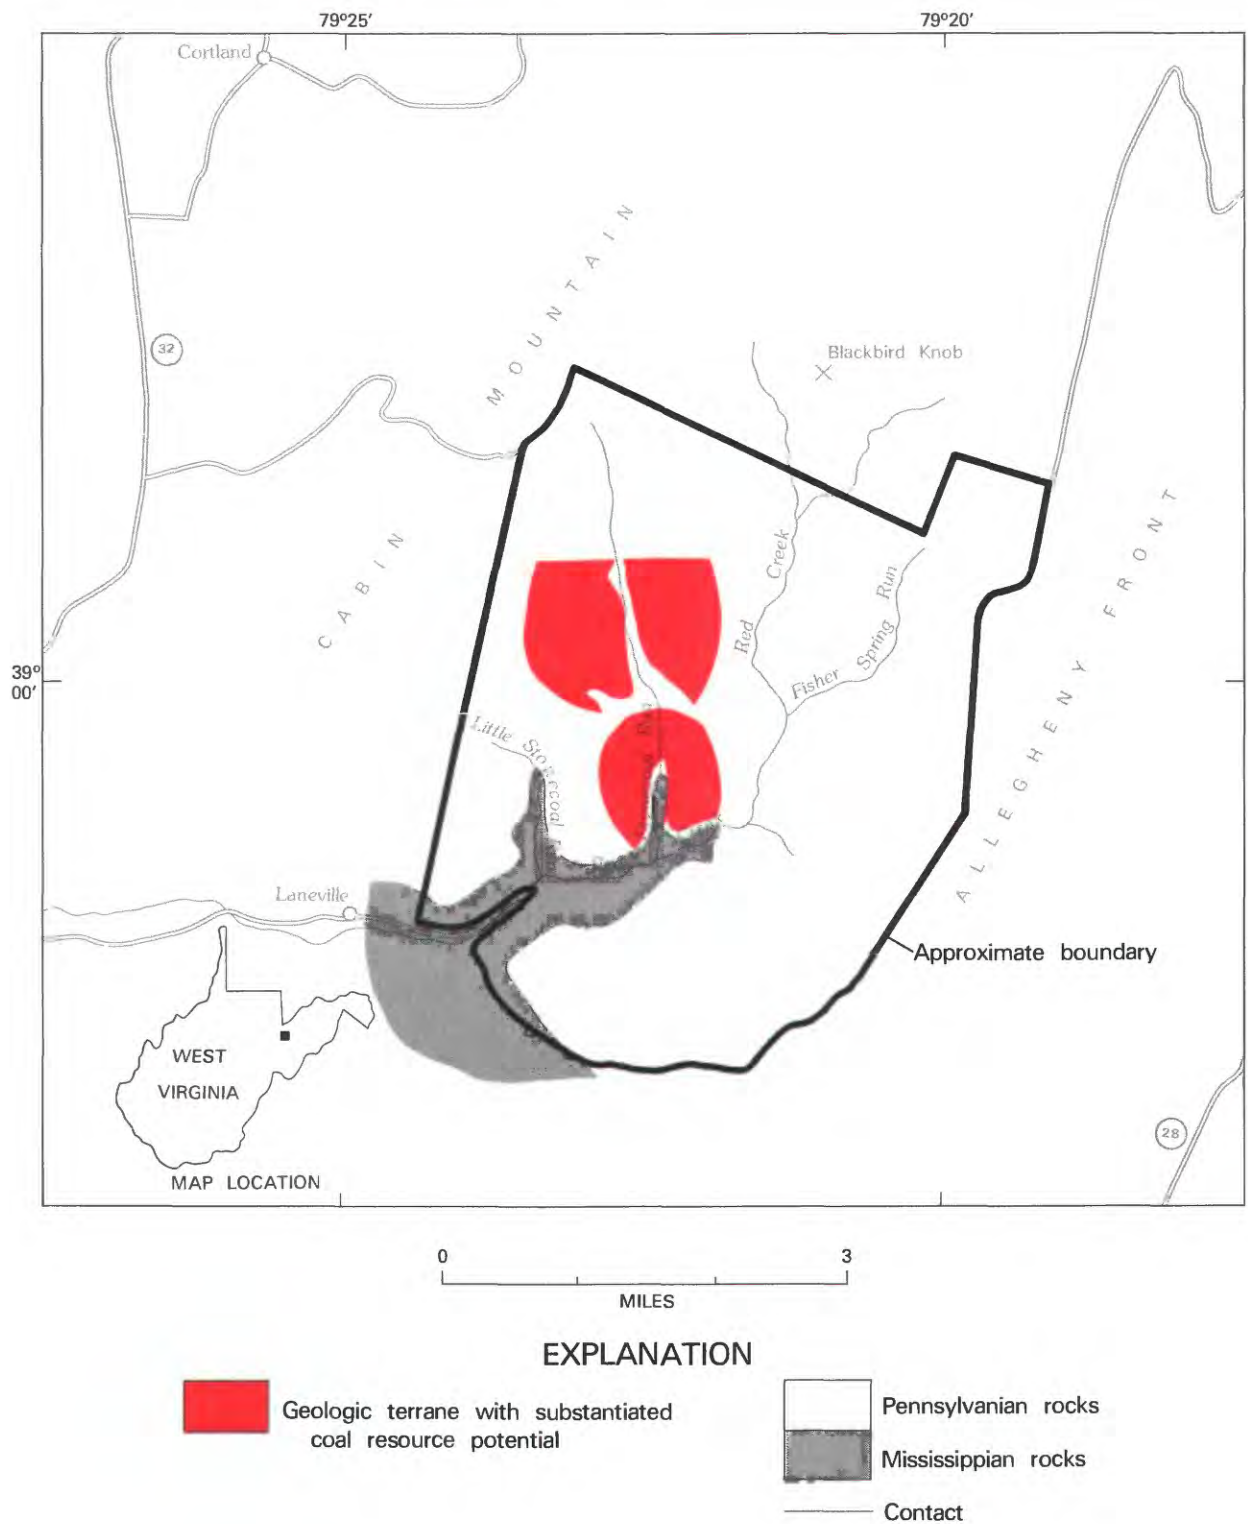 79°25'
79°20'
Cortland
32
CABIN MOUNTAIN
Blackbird Knob
Red Creek
Fisher Spring Run
39°
00'
ALLEGHENY FRONT
Little Stonecoal
Laneville
Approximate boundary
WEST
VIRGINIA
MAP LOCATION
28
0
3
MILES
EXPLANATION
Geologic terrane with substantiated
coal resource potential
Pennsylvanian rocks
Mississippian rocks
Contact